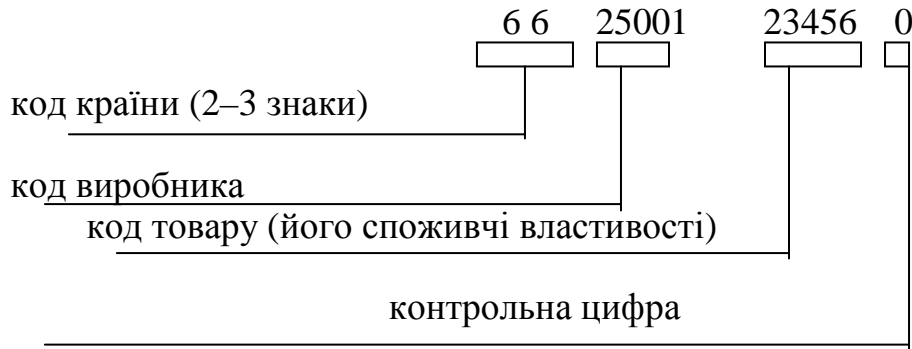 6 6 25001 23456 0
код країни (2–3 знаки)
код виробника
код товару (його споживчі властивості)
контрольна цифра